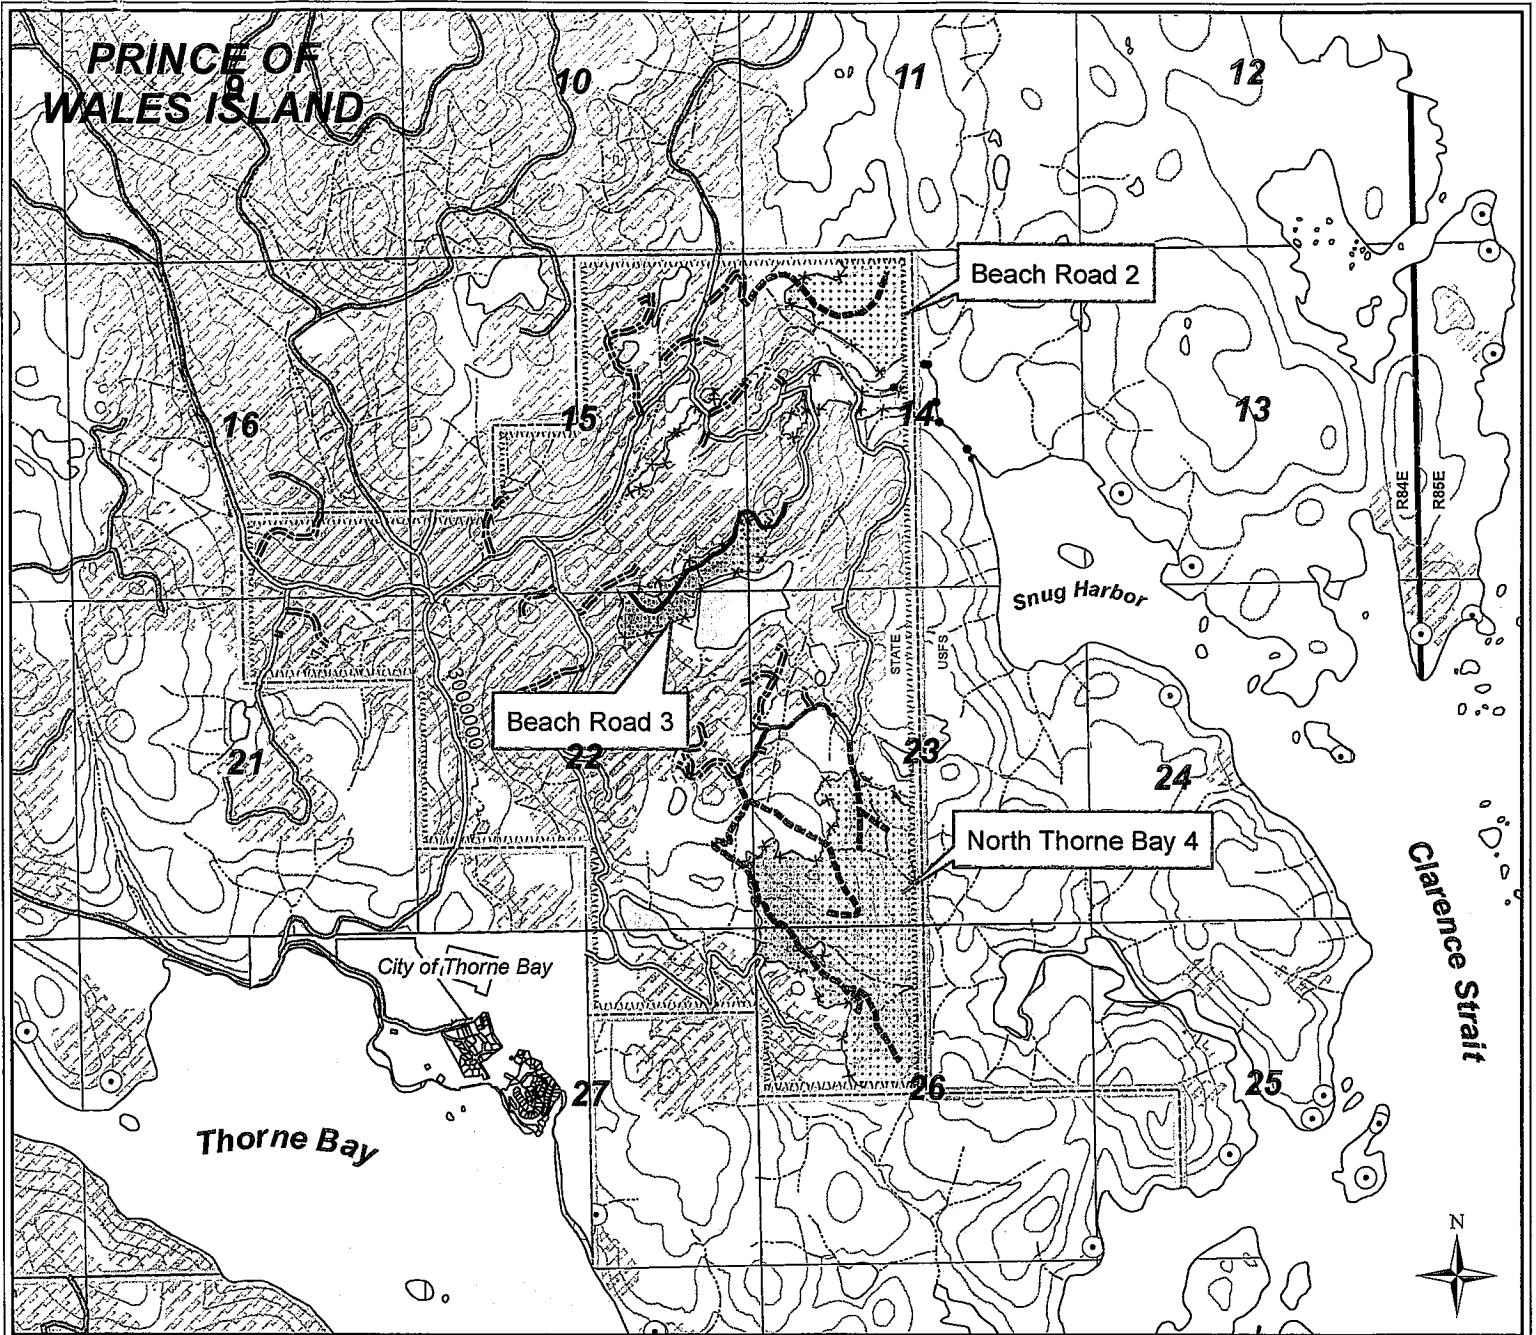 PRINCE OF
WALES ISLAND
10
11
12
Beach Road 2
16
15
14
13
R84E
R85E
Snug Harbor
STATE
USFS
3000000
Beach Road 3
21
22
23
24
North Thorne Bay 4
Clarence Strait
City of Thorne Bay
27
26
25
Thorne Bay
N